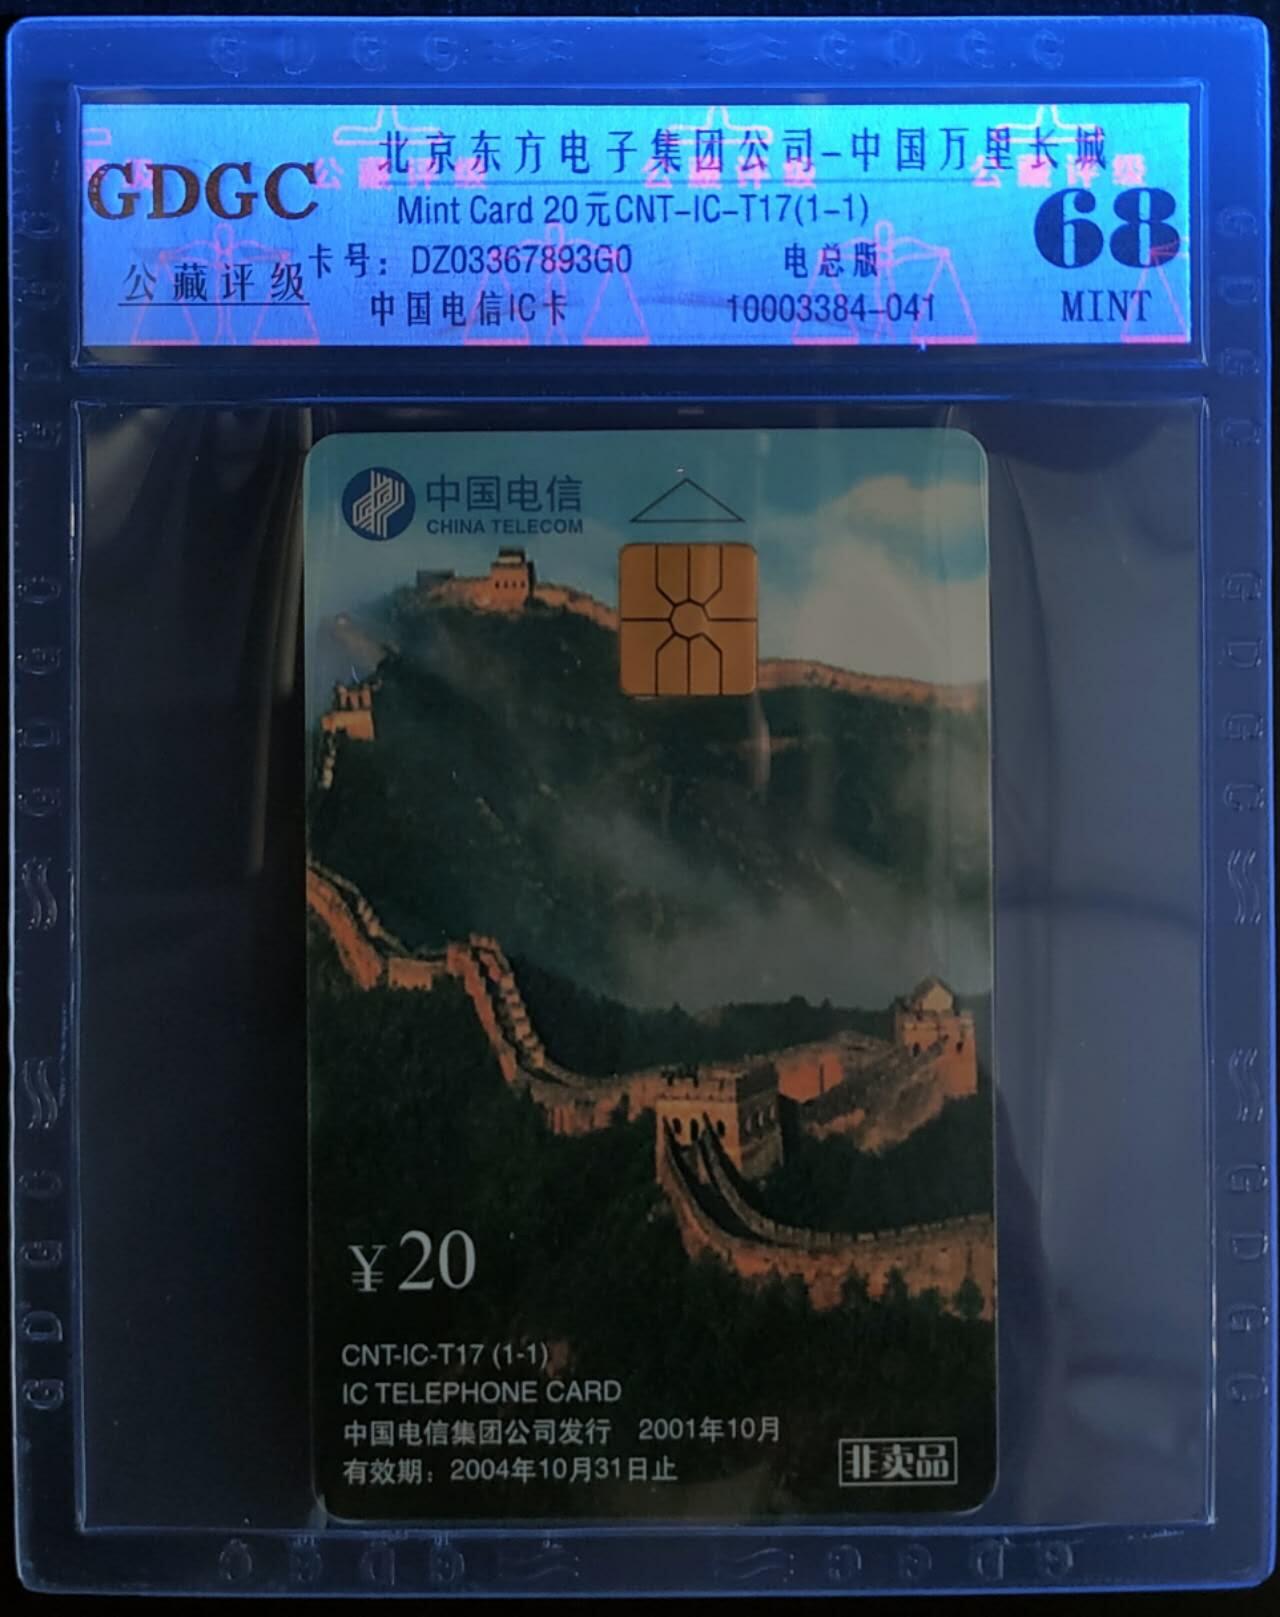 北京东方电子集团公司-中国万里长城
GDGC
Mint Card 20元CNT-IC-T17(1-1)
68
卡号: DZ03367893G0
电总版
公藏评级
中国电信IC卡
10003384-041
MINT
中国电信
CHINA TELECOM
¥20
CNT-IC-T17 (1-1)
IC TELEPHONE CARD
中国电信集团公司发行 2001年10月
有效期: 2004年10月31日止
非卖品